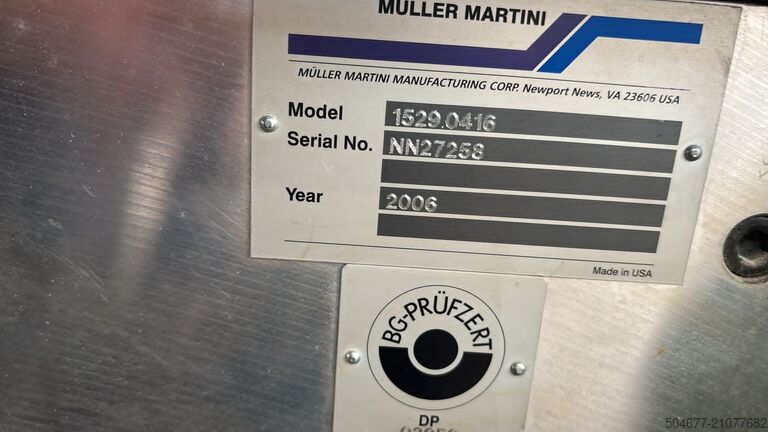 MÜLLER MARTINI
MÜLLER MARTINI MANUFACTURING CORP. Newport News, VA 23606 USA
Model 1529.0416
Serial No. NN27258
Year 2006
Made in USA
BG-PRÜFZERT
DP
504677-21077682